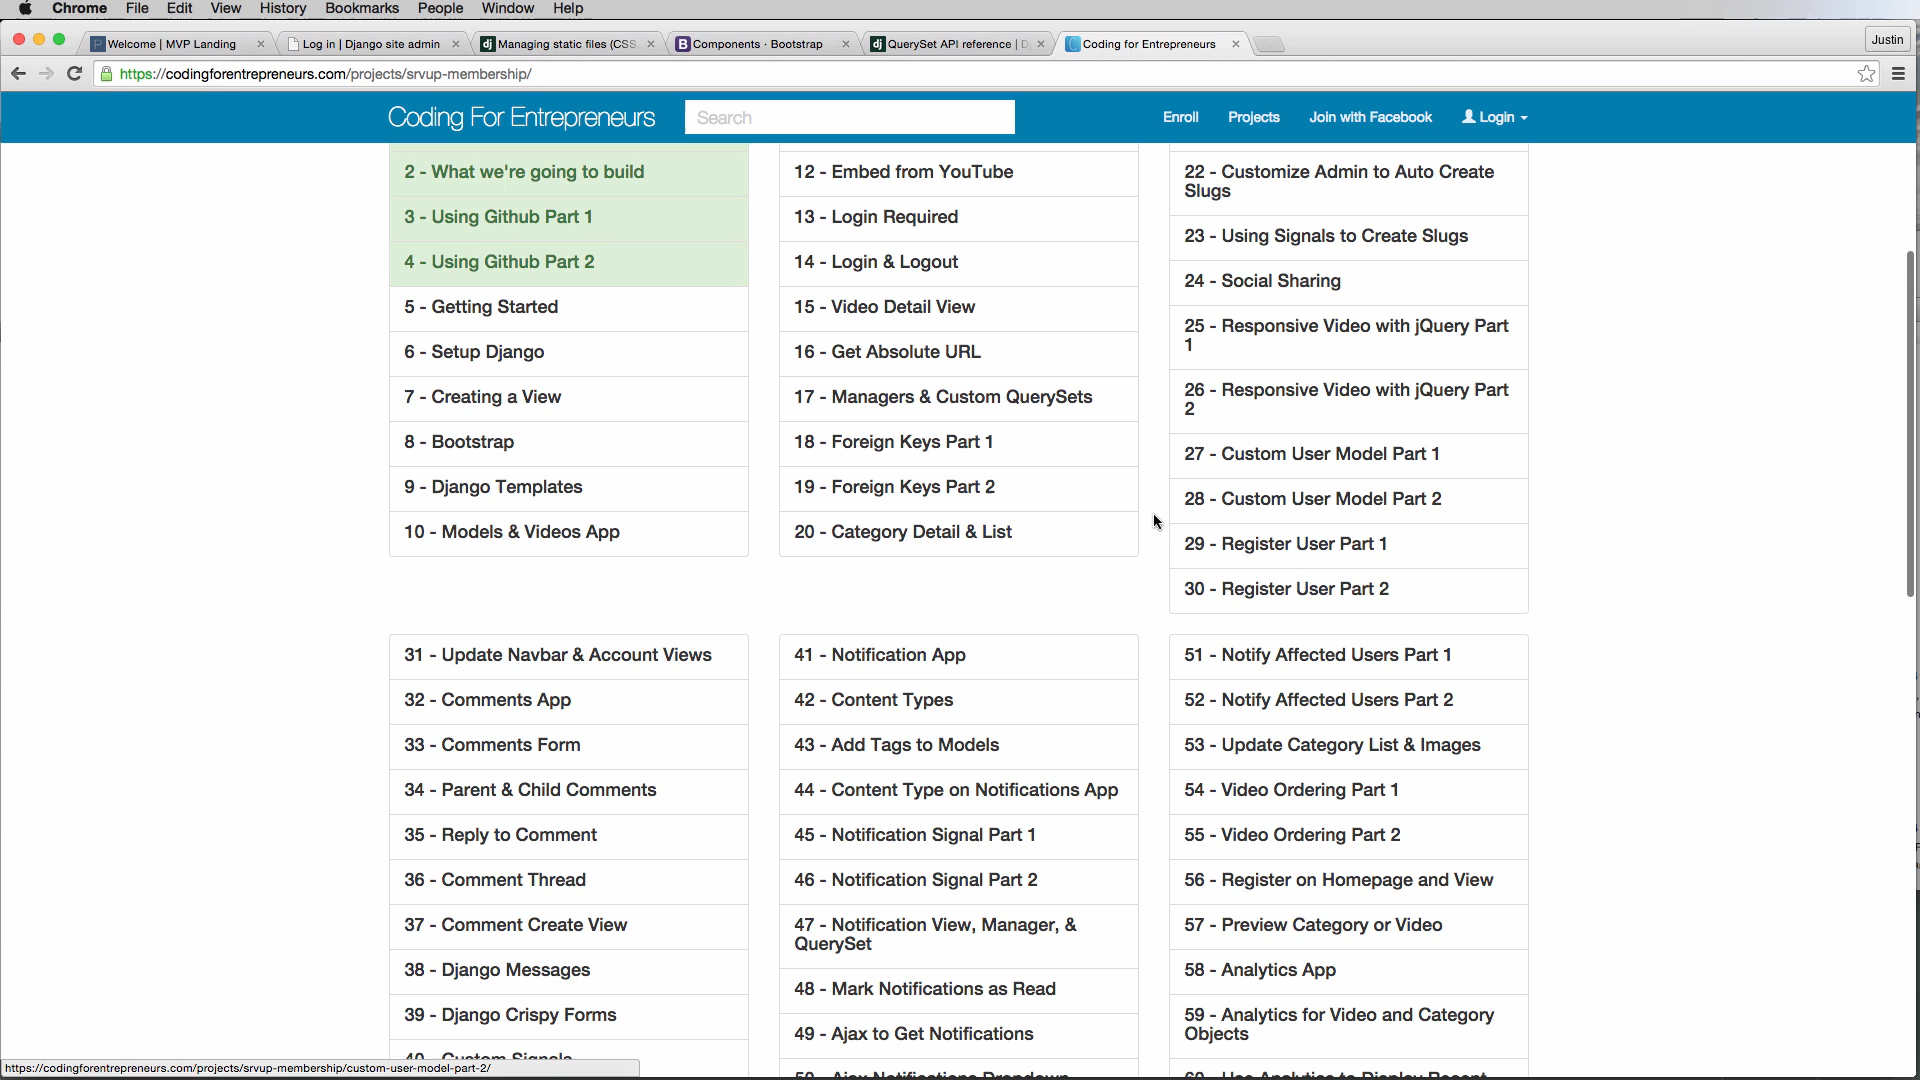 Chrome File Edit View History Bookmarks People Window Help
Welcome | MVP Landing
Log in | Django site admin
Managing static files (CSS
Components · Bootstrap
QuerySet API reference | D
Coding for Entrepreneurs
Justin
https://codingforentrepreneurs.com/projects/srvup-membership/
Coding For Entrepreneurs
Search
Enroll Projects Join with Facebook Login
2 - What we're going to build
3 - Using Github Part 1
4 - Using Github Part 2
5 - Getting Started
6 - Setup Django
7 - Creating a View
8 - Bootstrap
9 - Django Templates
10 - Models & Videos App
12 - Embed from YouTube
13 - Login Required
14 - Login & Logout
15 - Video Detail View
16 - Get Absolute URL
17 - Managers & Custom QuerySets
18 - Foreign Keys Part 1
19 - Foreign Keys Part 2
20 - Category Detail & List
22 - Customize Admin to Auto Create
Slugs
23 - Using Signals to Create Slugs
24 - Social Sharing
25 - Responsive Video with jQuery Part
1
26 - Responsive Video with jQuery Part
2
27 - Custom User Model Part 1
28 - Custom User Model Part 2
29 - Register User Part 1
30 - Register User Part 2
31 - Update Navbar & Account Views
32 - Comments App
33 - Comments Form
34 - Parent & Child Comments
35 - Reply to Comment
36 - Comment Thread
37 - Comment Create View
38 - Django Messages
39 - Django Crispy Forms
40 - Custom Signals
41 - Notification App
42 - Content Types
43 - Add Tags to Models
44 - Content Type on Notifications App
45 - Notification Signal Part 1
46 - Notification Signal Part 2
47 - Notification View, Manager, &
QuerySet
48 - Mark Notifications as Read
49 - Ajax to Get Notifications
50 - Ajax Notifications Dropdown
51 - Notify Affected Users Part 1
52 - Notify Affected Users Part 2
53 - Update Category List & Images
54 - Video Ordering Part 1
55 - Video Ordering Part 2
56 - Register on Homepage and View
57 - Preview Category or Video
58 - Analytics App
59 - Analytics for Video and Category
Objects
60 - Use Analytics to Display Recent
https://codingforentrepreneurs.com/projects/srvup-membership/custom-user-model-part-2/